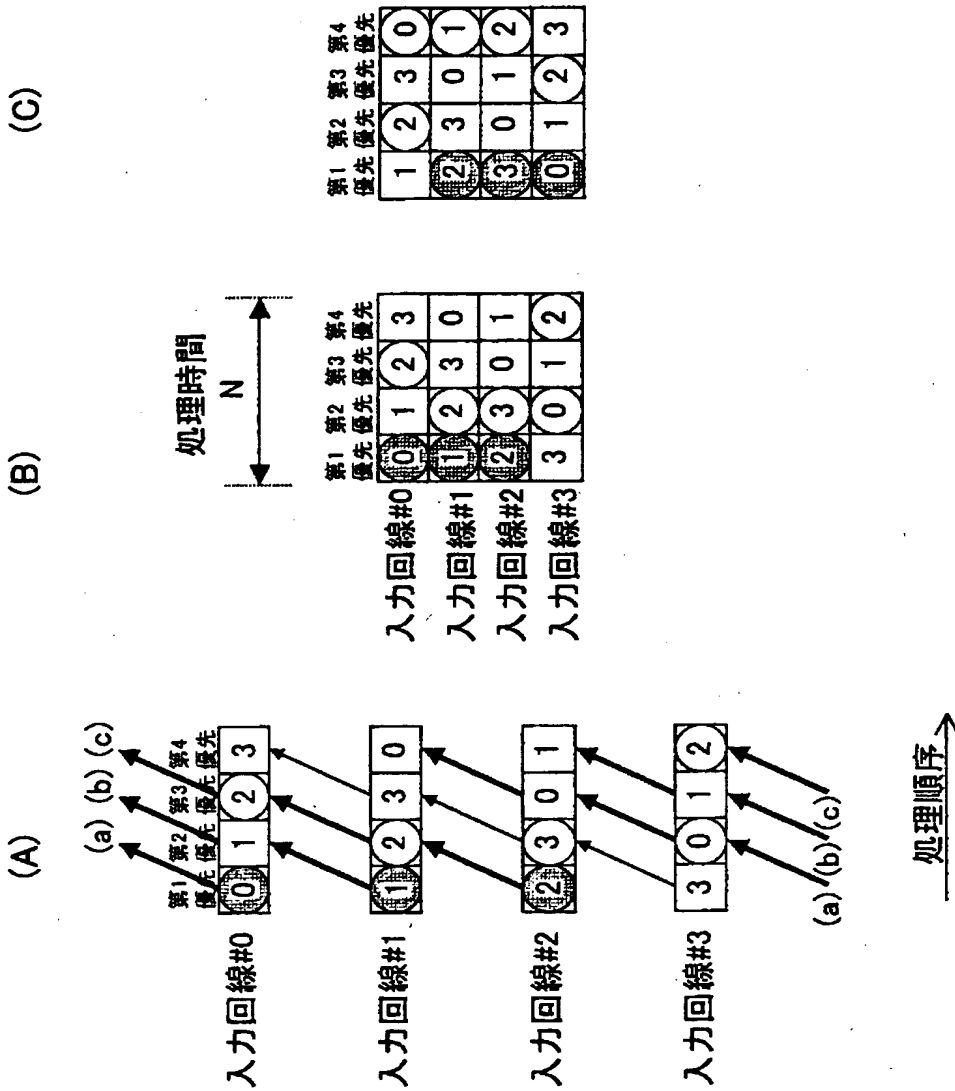 (A)
(a) (b) (c)
第1優先 第2優先 第3優先 第4優先
入力回線#0 0 1 2 3
入力回線#1 1 2 3 0
入力回線#2 2 3 0 1
入力回線#3 3 0 1 2
(a) (b) (c)
処理順序
(B)
処理時間
N
第1優先 第2優先 第3優先 第4優先
入力回線#0 0 1 2 3
入力回線#1 1 2 3 0
入力回線#2 2 3 0 1
入力回線#3 3 0 1 2
(C)
第1優先 第2優先 第3優先 第4優先
1 2 3 0
2 3 0 1
3 0 1 2
0 1 2 3